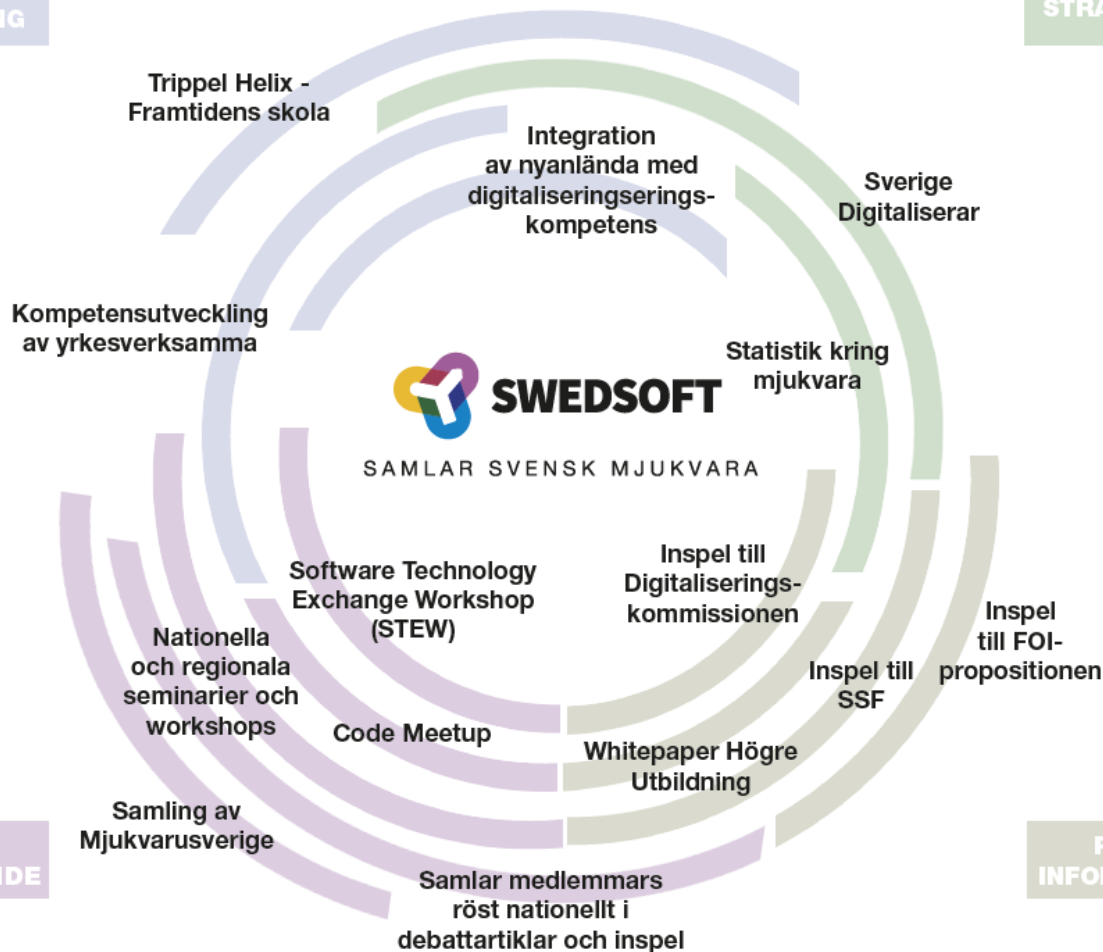 Trippel Helix -
Framtidens skola
Integration
av nyanlända med
digitaliseringserings-
kompetens
Sverige
Digitaliserar
Kompetensutveckling
av yrkesverksamma
Statistik kring
mjukvara
SWEDSOFT
SAMLAR SVENSK MJUKVARA
Software Technology
Exchange Workshop
(STEW)
Inspel till
Digitaliserings-
kommissionen
Inspel
till FOI-
propositionen
Nationella
och regionala
seminarier och
workshops
Inspel till
SSF
Code Meetup
Whitepaper Högre
Utbildning
Samling av
Mjukvarusverige
Samlar medlemmars
röst nationellt i
debattartiklar och inspel